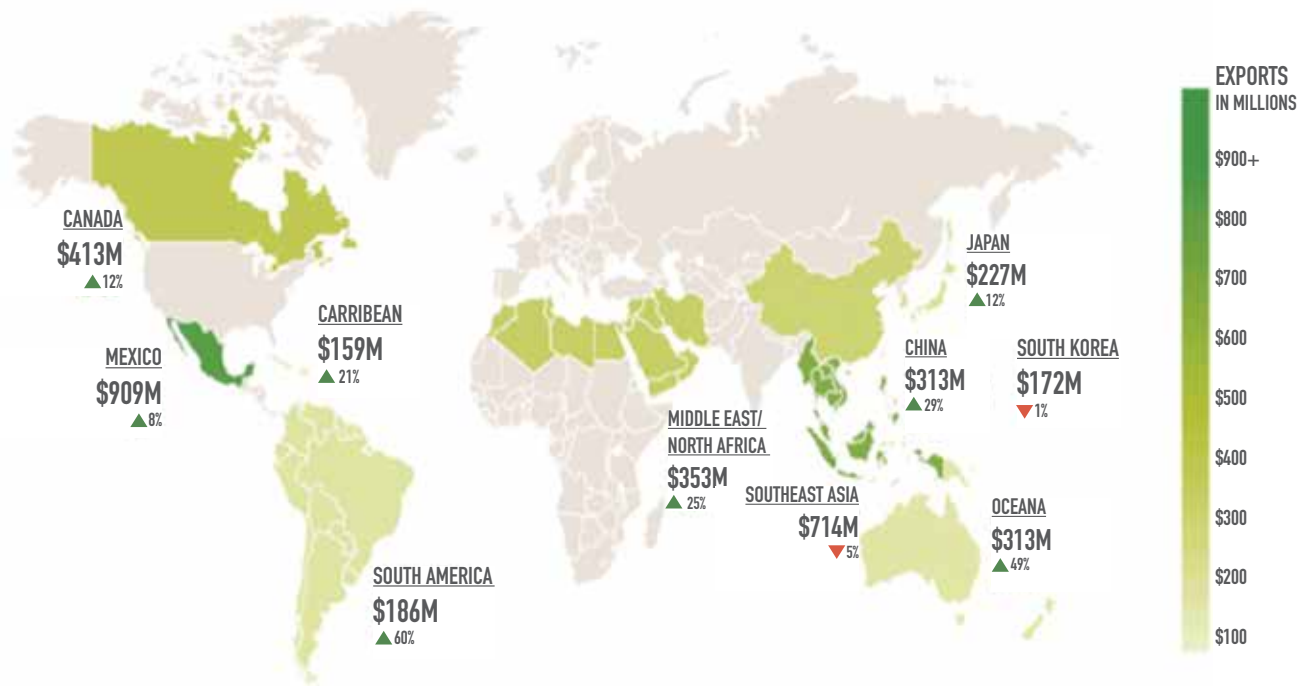 EXPORTS
IN MILLIONS
$900+
$800
$700
$600
$500
$400
$300
$200
$100
CANADA
$413M
▲12%
MEXICO
$909M
▲8%
CARRIBEAN
$159M
▲21%
SOUTH AMERICA
$186M
▲60%
MIDDLE EAST/
NORTH AFRICA
$353M
▲25%
SOUTHEAST ASIA
$714M
▼5%
JAPAN
$227M
▲12%
CHINA
$313M
▲29%
SOUTH KOREA
$172M
▼1%
OCEANA
$313M
▲49%